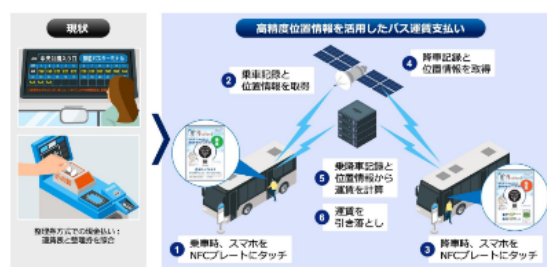 現状
高精度位置情報を活用したバス運賃支払い
整理券方式での現金払い：
運賃表と整理券を照合
2 乗車記録と
位置情報を取得
4 降車記録と
位置情報を取得
5 乗降車記録と
位置情報から
運賃を計算
6 運賃を
引き落とし
1 乗車時、スマホを
NFCプレートにタッチ
3 降車時、スマホを
NFCプレートにタッチ